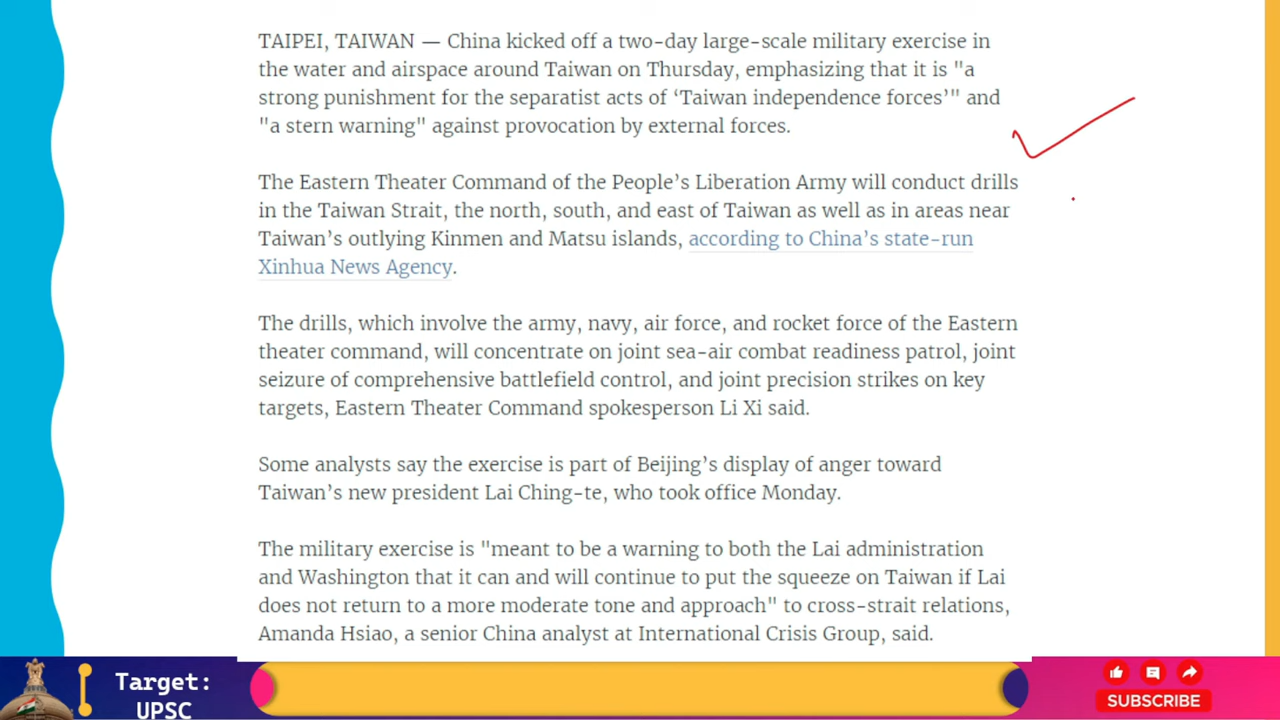 TAIPEI, TAIWAN — China kicked off a two-day large-scale military exercise in
the water and airspace around Taiwan on Thursday, emphasizing that it is "a
strong punishment for the separatist acts of ‘Taiwan independence forces’" and
"a stern warning" against provocation by external forces.
The Eastern Theater Command of the People’s Liberation Army will conduct drills
in the Taiwan Strait, the north, south, and east of Taiwan as well as in areas near
Taiwan’s outlying Kinmen and Matsu islands, according to China’s state-run
Xinhua News Agency.
The drills, which involve the army, navy, air force, and rocket force of the Eastern
theater command, will concentrate on joint sea-air combat readiness patrol, joint
seizure of comprehensive battlefield control, and joint precision strikes on key
targets, Eastern Theater Command spokesperson Li Xi said.
Some analysts say the exercise is part of Beijing’s display of anger toward
Taiwan’s new president Lai Ching-te, who took office Monday.
The military exercise is "meant to be a warning to both the Lai administration
and Washington that it can and will continue to put the squeeze on Taiwan if Lai
does not return to a more moderate tone and approach" to cross-strait relations,
Amanda Hsiao, a senior China analyst at International Crisis Group, said.
Target:
UPSC
SUBSCRIBE